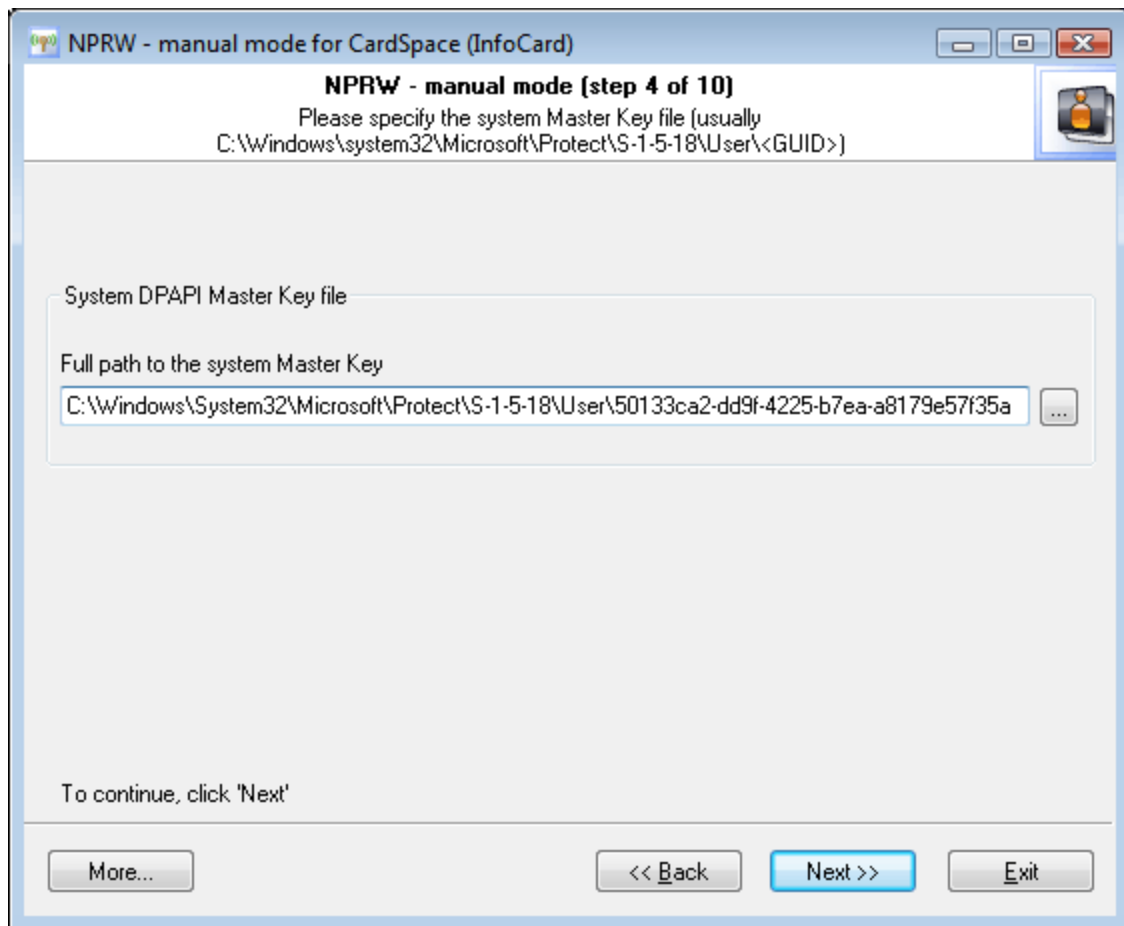 NPRW - manual mode for CardSpace (InfoCard)
NPRW - manual mode (step 4 of 10)
Please specify the system Master Key file (usually
C:\Windows\system32\Microsoft\Protect\S-1-5-18\User\<GUID>)
System DPAPI Master Key file
Full path to the system Master Key
C:\Windows\System32\Microsoft\Protect\S-1-5-18\User\50133ca2-dd9f-4225-b7ea-a8179e57f35a
...
To continue, click 'Next'
More...
<< Back
Next >>
Exit